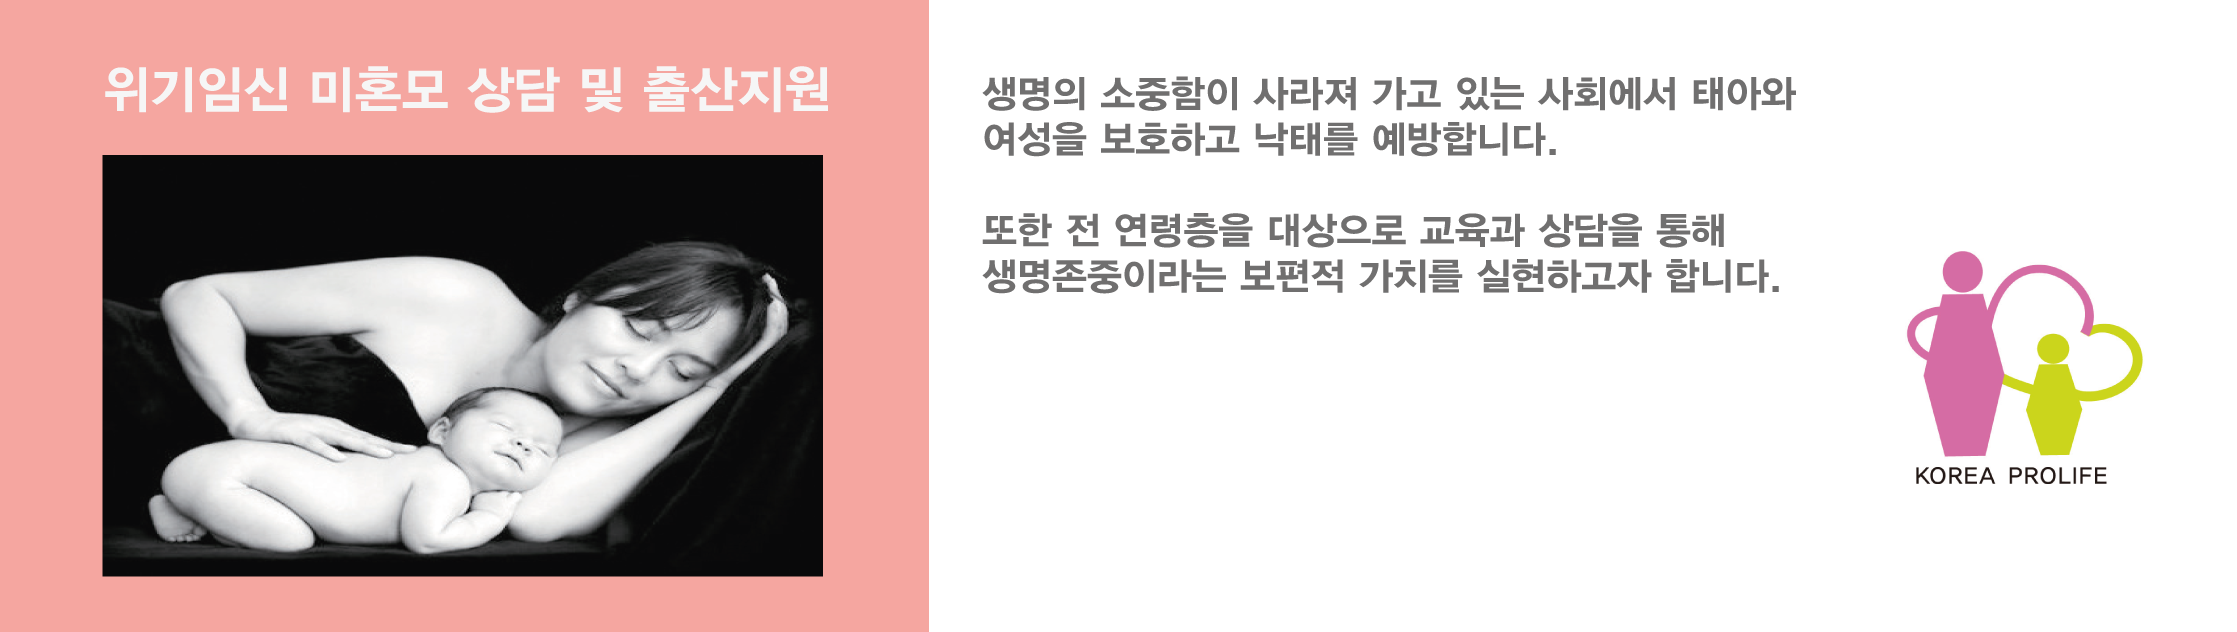 위기임신 미혼모 상담 및 출산지원
생명의 소중함이 사라져 가고 있는 사회에서 태아와
여성을 보호하고 낙태를 예방합니다.
또한 전 연령층을 대상으로 교육과 상담을 통해
생명존중이라는 보편적 가치를 실현하고자 합니다.
KOREA PROLIFE